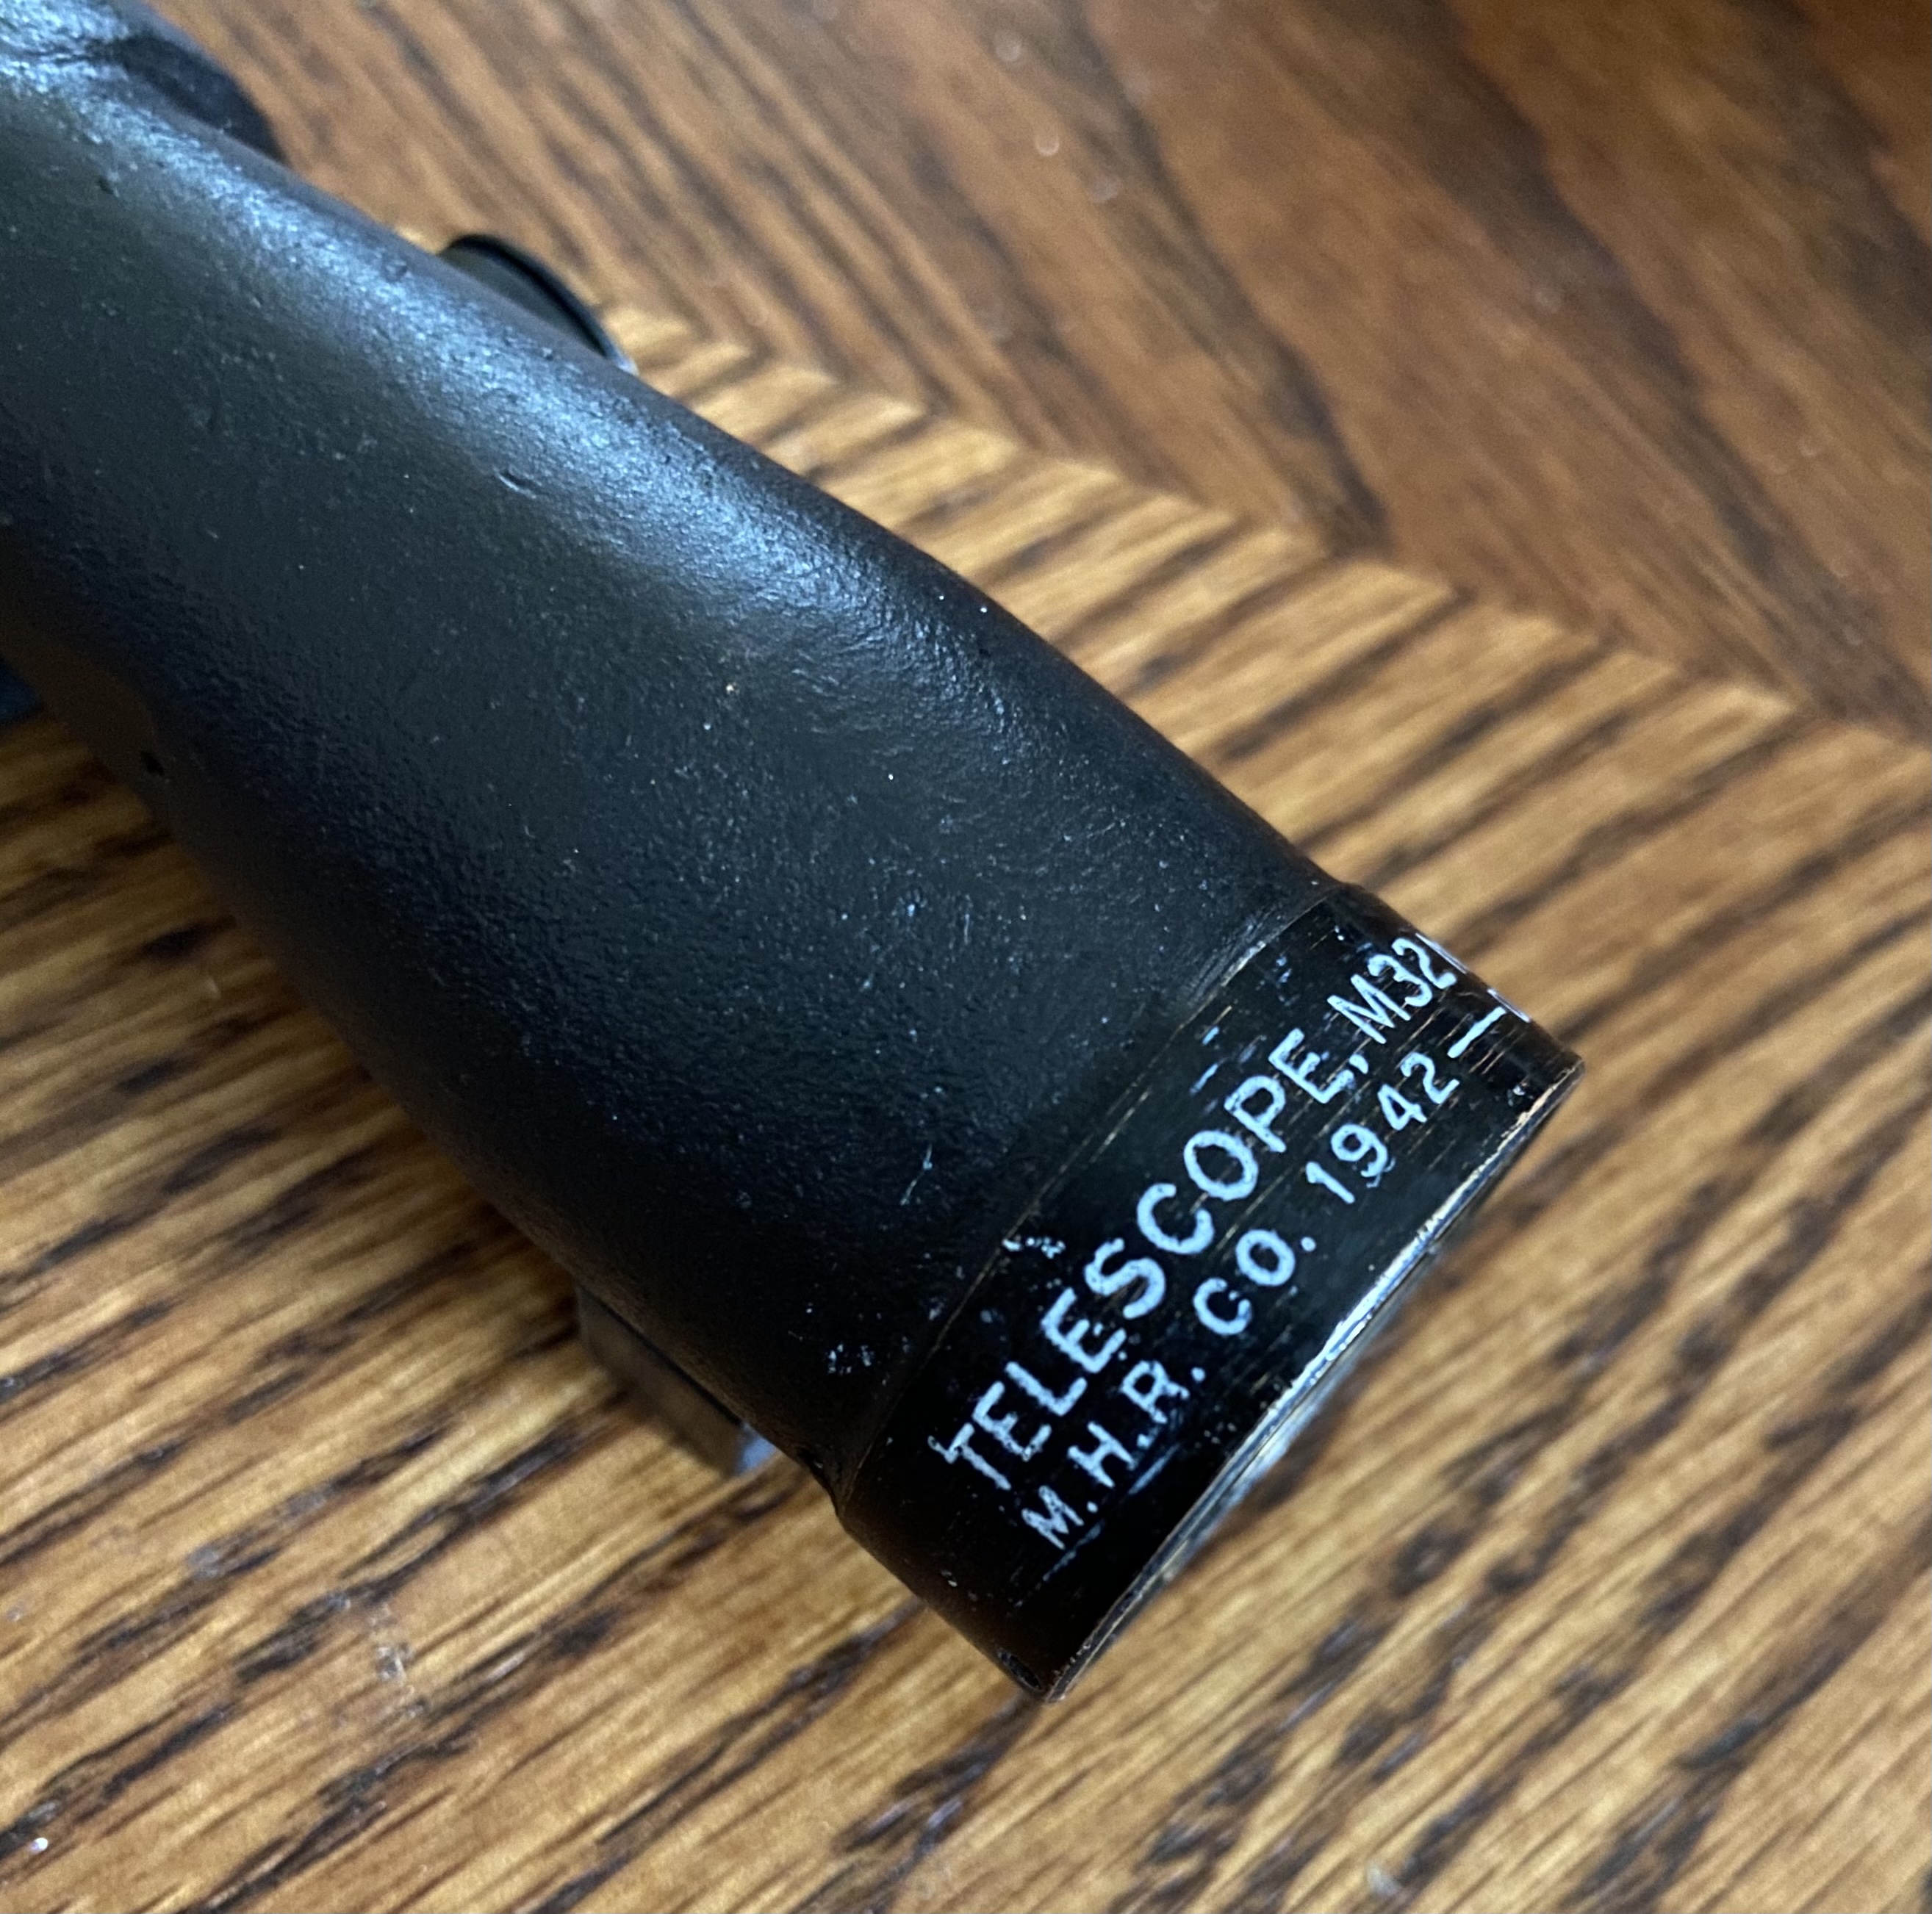 TELESCOPE, M32
M.H.R. CO. 1942—